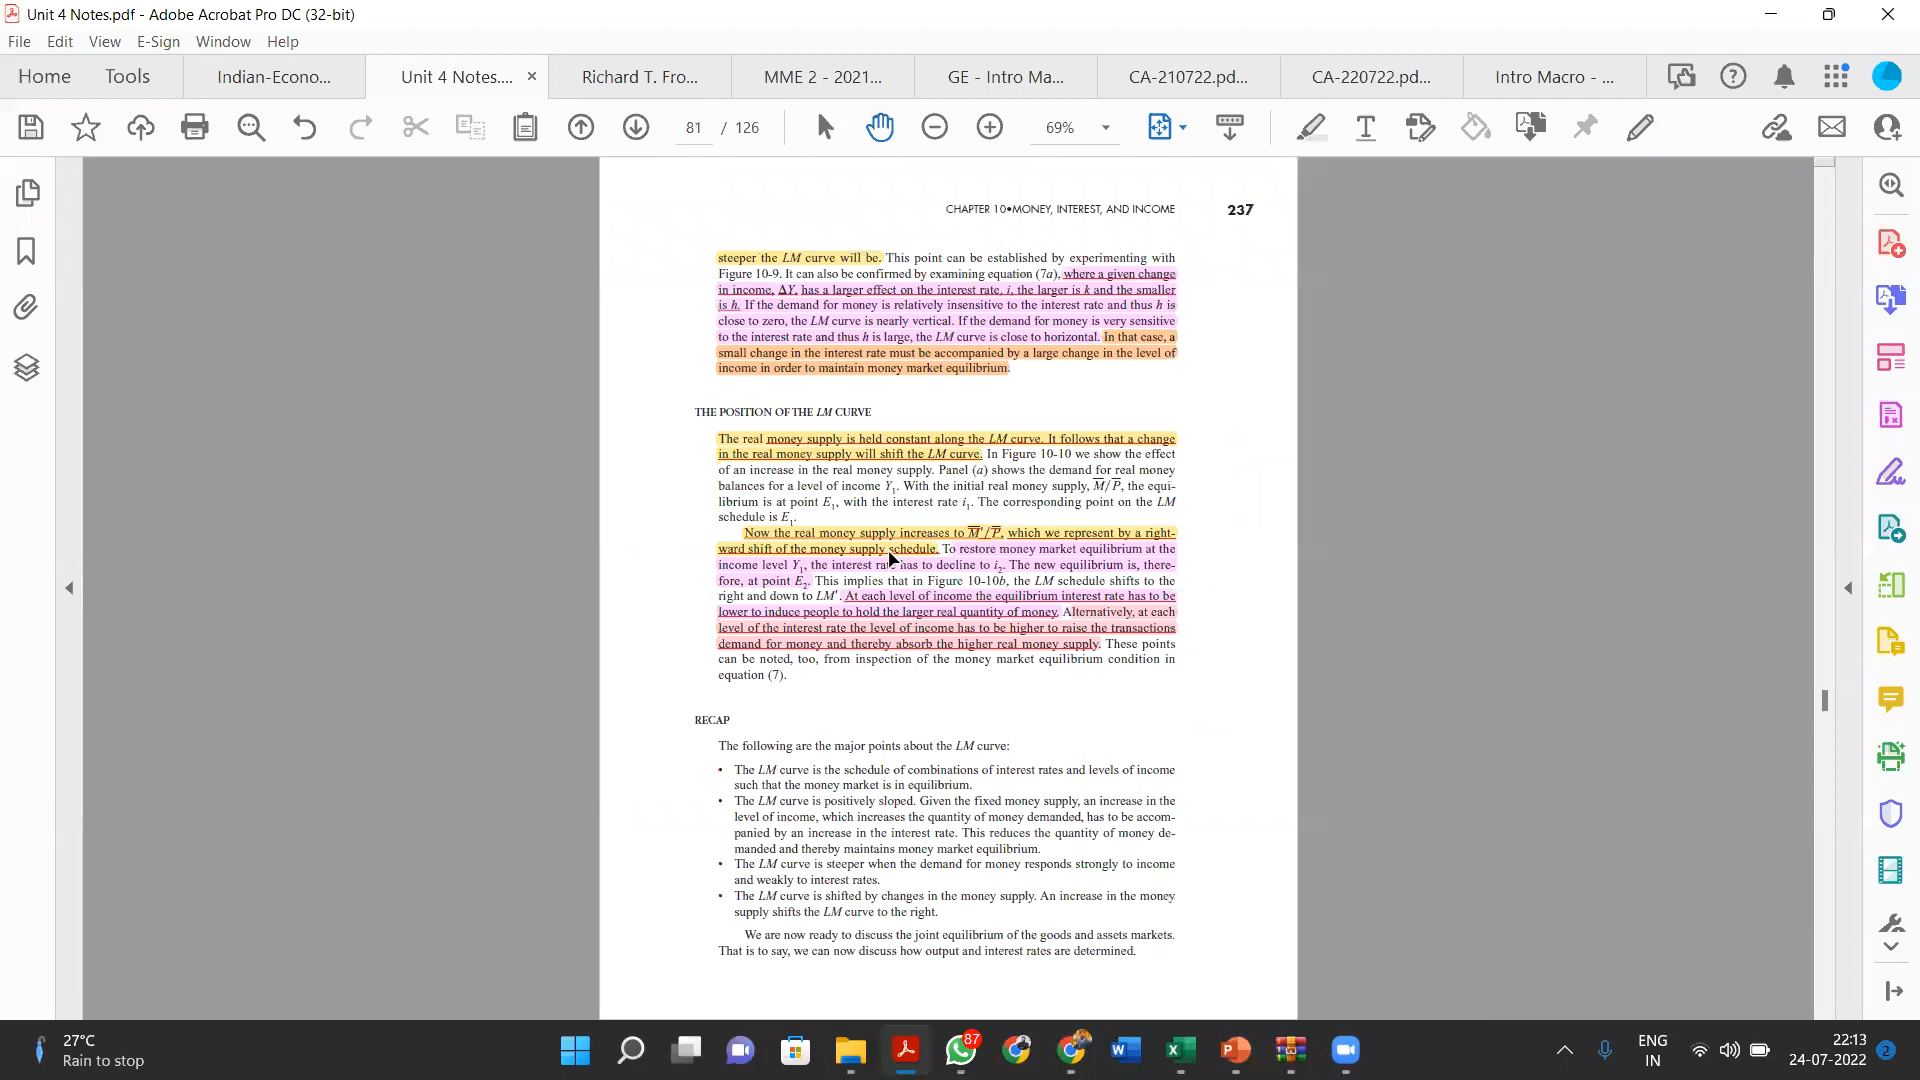 Unit 4 Notes.pdf - Adobe Acrobat Pro DC (32-bit)
File Edit View E-Sign Window Help
Home Tools Indian-Econo... Unit 4 Notes.... Richard T. Fro... MME 2 - 2021... GE - Intro Ma... CA-210722.pd... CA-220722.pd... Intro Macro - ...
81 / 126 69%
CHAPTER 10•MONEY, INTEREST, AND INCOME 237
steeper the LM curve will be. This point can be established by experimenting with
Figure 10-9. It can also be confirmed by examining equation (7a), where a given change
in income, ΔY, has a larger effect on the interest rate, i, the larger is k and the smaller
is h. If the demand for money is relatively insensitive to the interest rate and thus h is
close to zero, the LM curve is nearly vertical. If the demand for money is very sensitive
to the interest rate and thus h is large, the LM curve is close to horizontal. In that case, a
small change in the interest rate must be accompanied by a large change in the level of
income in order to maintain money market equilibrium.
THE POSITION OF THE LM CURVE
The real money supply is held constant along the LM curve. It follows that a change
in the real money supply will shift the LM curve. In Figure 10-10 we show the effect
of an increase in the real money supply. Panel (a) shows the demand for real money
balances for a level of income Y₁. With the initial real money supply, M̅/P̅, the equi-
librium is at point E₁, with the interest rate i₁. The corresponding point on the LM
schedule is E₁.
Now the real money supply increases to M̅′/P̅, which we represent by a right-
ward shift of the money supply schedule. To restore money market equilibrium at the
income level Y₁, the interest rate has to decline to i₂. The new equilibrium is, there-
fore, at point E₂. This implies that in Figure 10-10b, the LM schedule shifts to the
right and down to LM′. At each level of income the equilibrium interest rate has to be
lower to induce people to hold the larger real quantity of money. Alternatively, at each
level of the interest rate the level of income has to be higher to raise the transactions
demand for money and thereby absorb the higher real money supply. These points
can be noted, too, from inspection of the money market equilibrium condition in
equation (7).
RECAP
The following are the major points about the LM curve:
• The LM curve is the schedule of combinations of interest rates and levels of income
such that the money market is in equilibrium.
• The LM curve is positively sloped. Given the fixed money supply, an increase in the
level of income, which increases the quantity of money demanded, has to be accom-
panied by an increase in the interest rate. This reduces the quantity of money de-
manded and thereby maintains money market equilibrium.
• The LM curve is steeper when the demand for money responds strongly to income
and weakly to interest rates.
• The LM curve is shifted by changes in the money supply. An increase in the money
supply shifts the LM curve to the right.
We are now ready to discuss the joint equilibrium of the goods and assets markets.
That is to say, we can now discuss how output and interest rates are determined.
27°C
Rain to stop
87
ENG
IN
22:13
24-07-2022
2